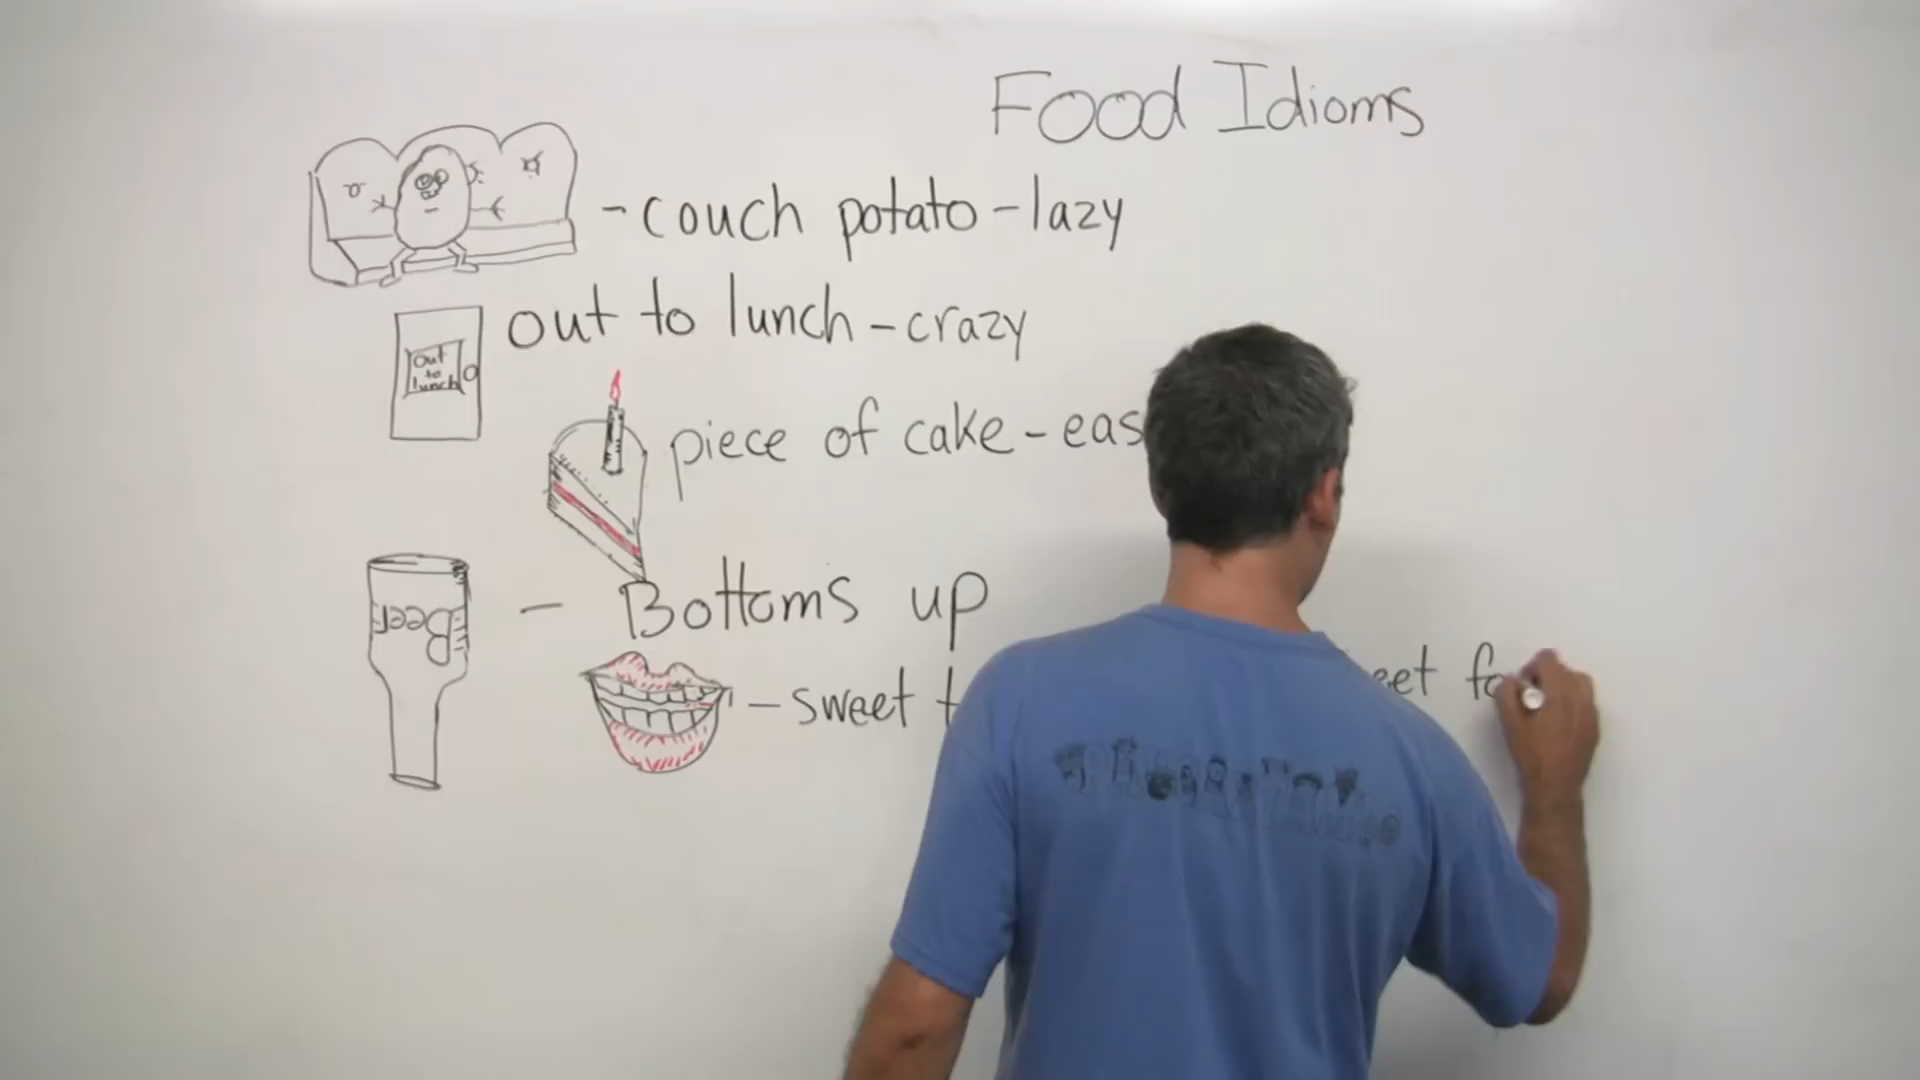 Food Idioms
- couch potato - lazy
out to lunch - crazy
Out
to
lunch
piece of cake - eas
Beer
- Bottoms up
- sweet t eet fo